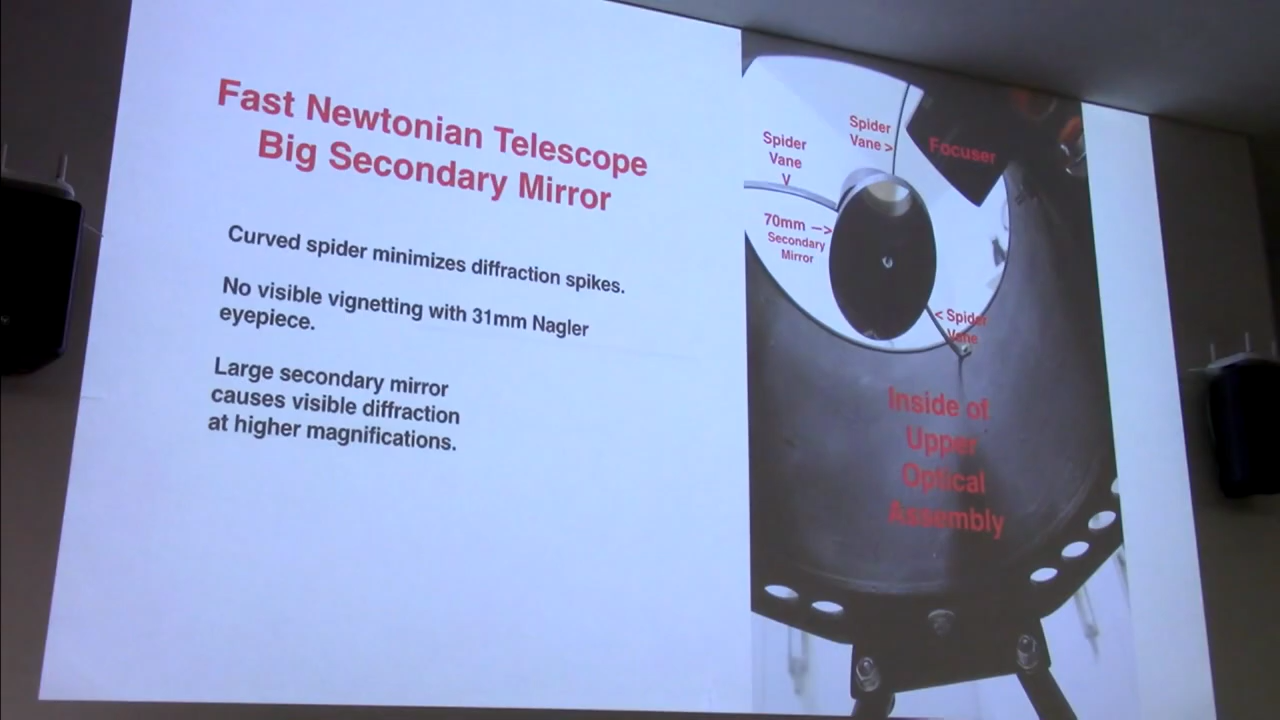 Fast Newtonian Telescope
Big Secondary Mirror
Curved spider minimizes diffraction spikes.
No visible vignetting with 31mm Nagler
eyepiece.
Large secondary mirror
causes visible diffraction
at higher magnifications.
Spider
Vane >
Focuser
Spider
Vane
V
70mm —>
Secondary
Mirror
< Spider
Vane
Inside of
Upper
Optical
Assembly